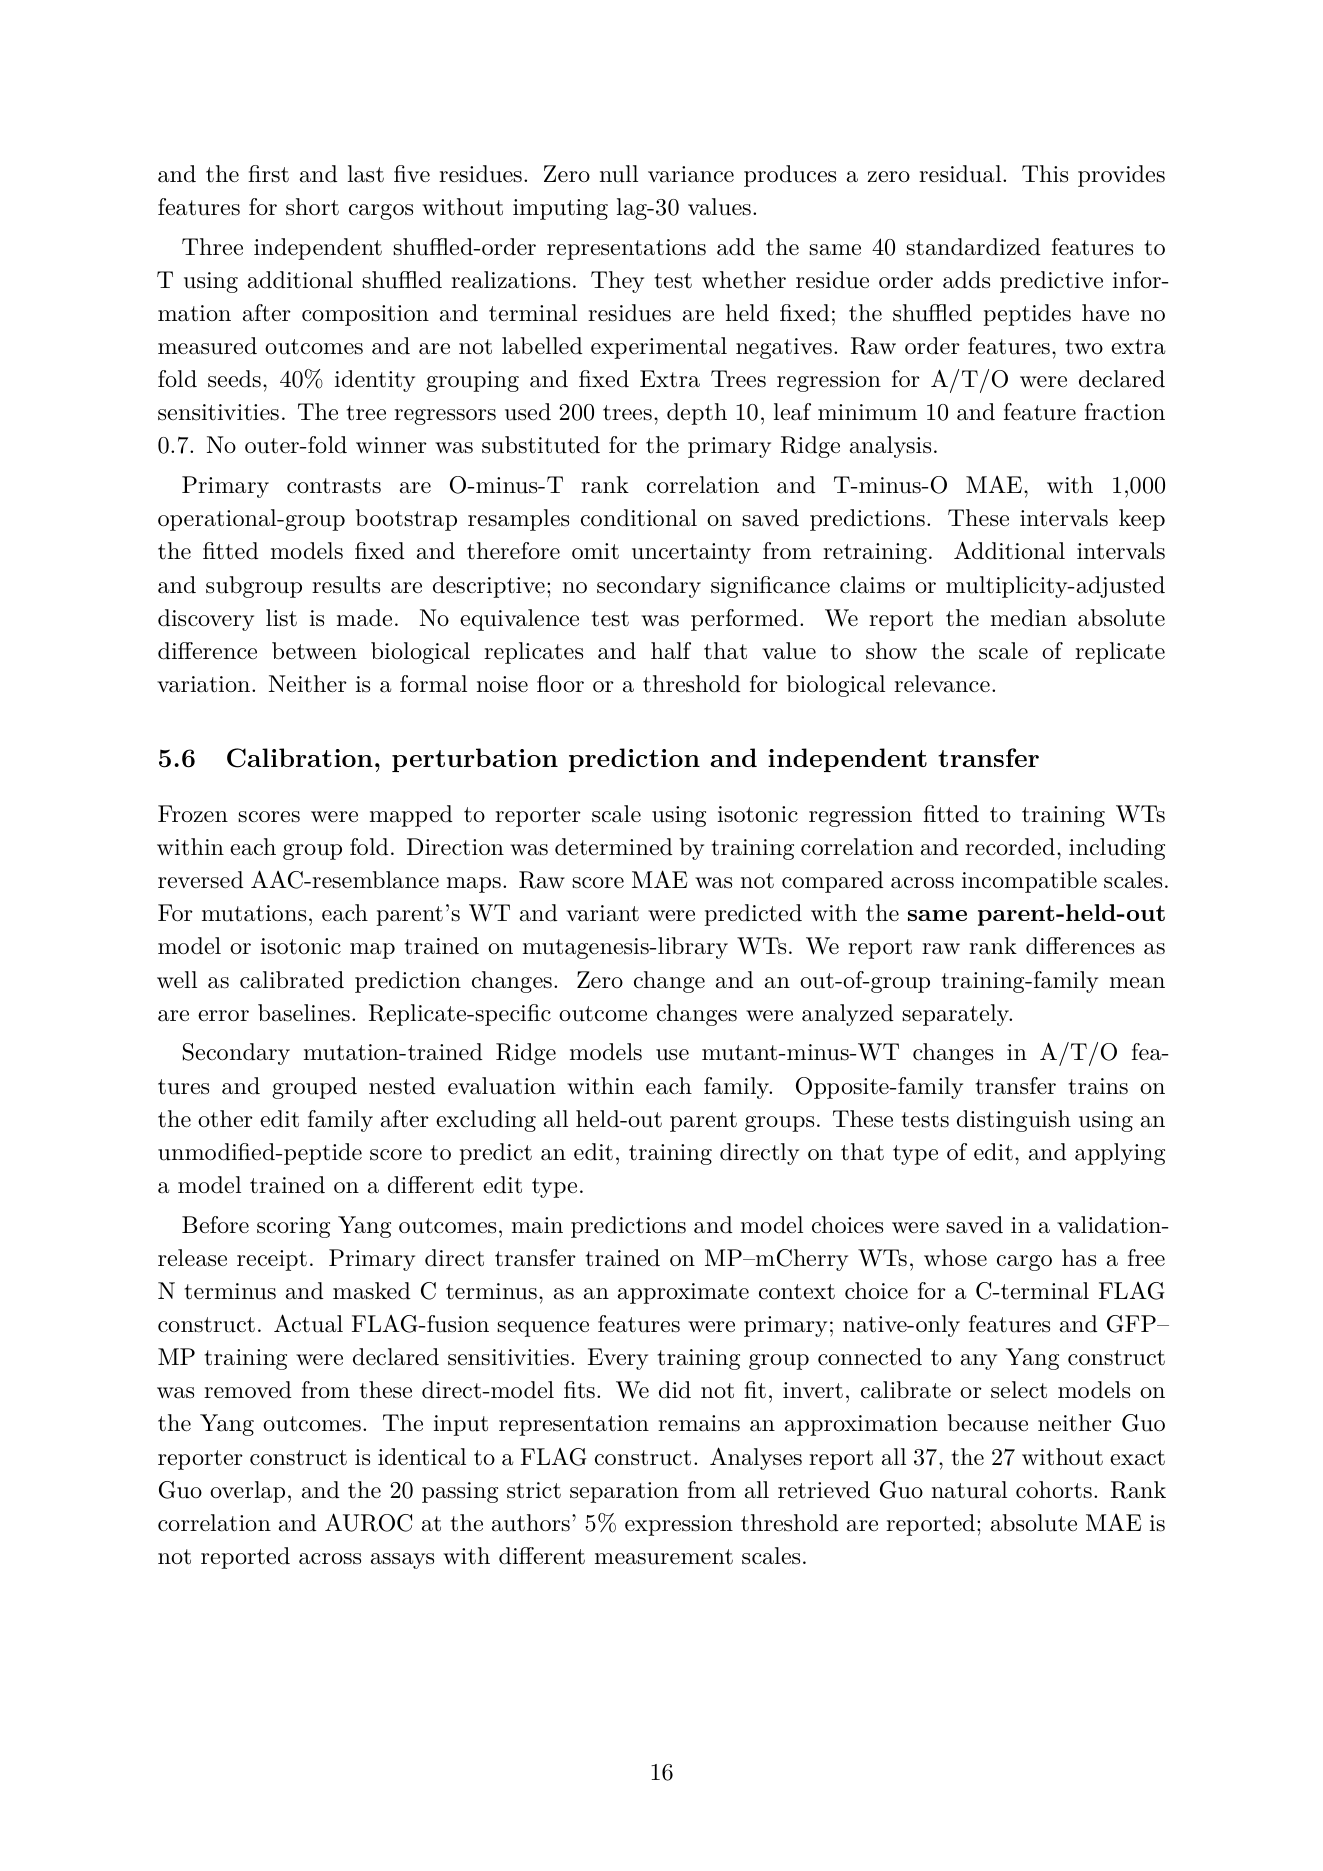 and the first and last five residues. Zero null variance produces a zero residual. This provides
features for short cargos without imputing lag-30 values.
Three independent shuffled-order representations add the same 40 standardized features to
T using additional shuffled realizations. They test whether residue order adds predictive infor-
mation after composition and terminal residues are held fixed; the shuffled peptides have no
measured outcomes and are not labelled experimental negatives. Raw order features, two extra
fold seeds, 40% identity grouping and fixed Extra Trees regression for A/T/O were declared
sensitivities. The tree regressors used 200 trees, depth 10, leaf minimum 10 and feature fraction
0.7. No outer-fold winner was substituted for the primary Ridge analysis.
Primary contrasts are O-minus-T rank correlation and T-minus-O MAE, with 1,000
operational-group bootstrap resamples conditional on saved predictions. These intervals keep
the fitted models fixed and therefore omit uncertainty from retraining. Additional intervals
and subgroup results are descriptive; no secondary significance claims or multiplicity-adjusted
discovery list is made. No equivalence test was performed. We report the median absolute
difference between biological replicates and half that value to show the scale of replicate
variation. Neither is a formal noise floor or a threshold for biological relevance.
5.6 Calibration, perturbation prediction and independent transfer
Frozen scores were mapped to reporter scale using isotonic regression fitted to training WTs
within each group fold. Direction was determined by training correlation and recorded, including
reversed AAC-resemblance maps. Raw score MAE was not compared across incompatible scales.
For mutations, each parent's WT and variant were predicted with the same parent-held-out
model or isotonic map trained on mutagenesis-library WTs. We report raw rank differences as
well as calibrated prediction changes. Zero change and an out-of-group training-family mean
are error baselines. Replicate-specific outcome changes were analyzed separately.
Secondary mutation-trained Ridge models use mutant-minus-WT changes in A/T/O fea-
tures and grouped nested evaluation within each family. Opposite-family transfer trains on
the other edit family after excluding all held-out parent groups. These tests distinguish using an
unmodified-peptide score to predict an edit, training directly on that type of edit, and applying
a model trained on a different edit type.
Before scoring Yang outcomes, main predictions and model choices were saved in a validation-
release receipt. Primary direct transfer trained on MP–mCherry WTs, whose cargo has a free
N terminus and masked C terminus, as an approximate context choice for a C-terminal FLAG
construct. Actual FLAG-fusion sequence features were primary; native-only features and GFP–
MP training were declared sensitivities. Every training group connected to any Yang construct
was removed from these direct-model fits. We did not fit, invert, calibrate or select models on
the Yang outcomes. The input representation remains an approximation because neither Guo
reporter construct is identical to a FLAG construct. Analyses report all 37, the 27 without exact
Guo overlap, and the 20 passing strict separation from all retrieved Guo natural cohorts. Rank
correlation and AUROC at the authors' 5% expression threshold are reported; absolute MAE is
not reported across assays with different measurement scales.
16